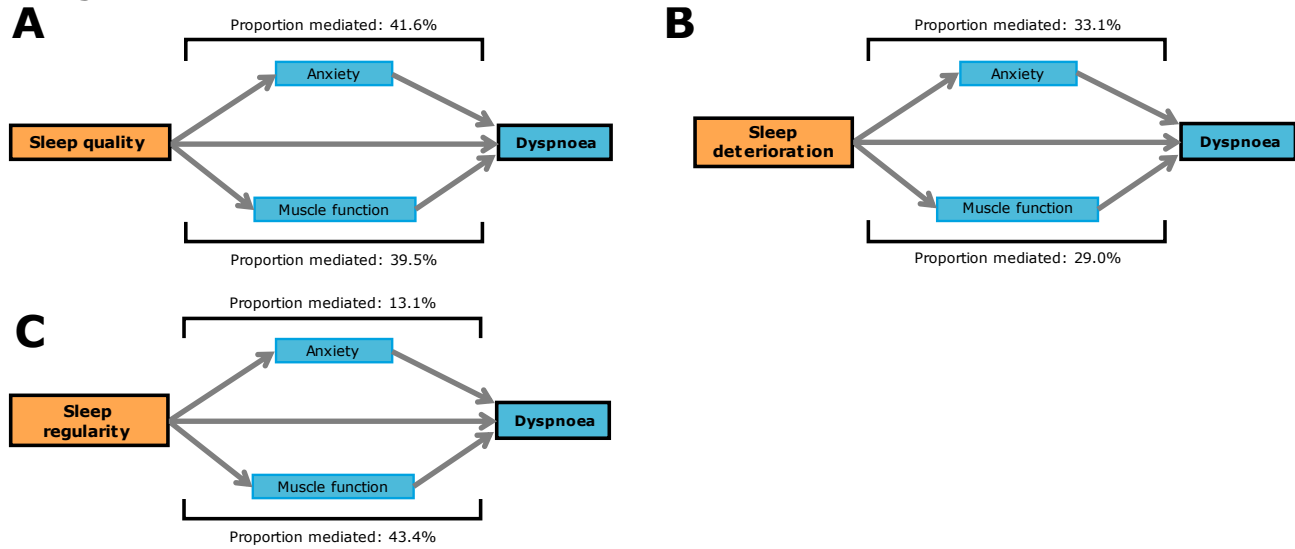 A
Proportion mediated: 41.6%
Anxiety
Sleep quality
Dyspnoea
Muscle function
Proportion mediated: 39.5%
B
Proportion mediated: 33.1%
Anxiety
Sleep
deterioration
Dyspnoea
Muscle function
Proportion mediated: 29.0%
C
Proportion mediated: 13.1%
Anxiety
Sleep
regularity
Dyspnoea
Muscle function
Proportion mediated: 43.4%